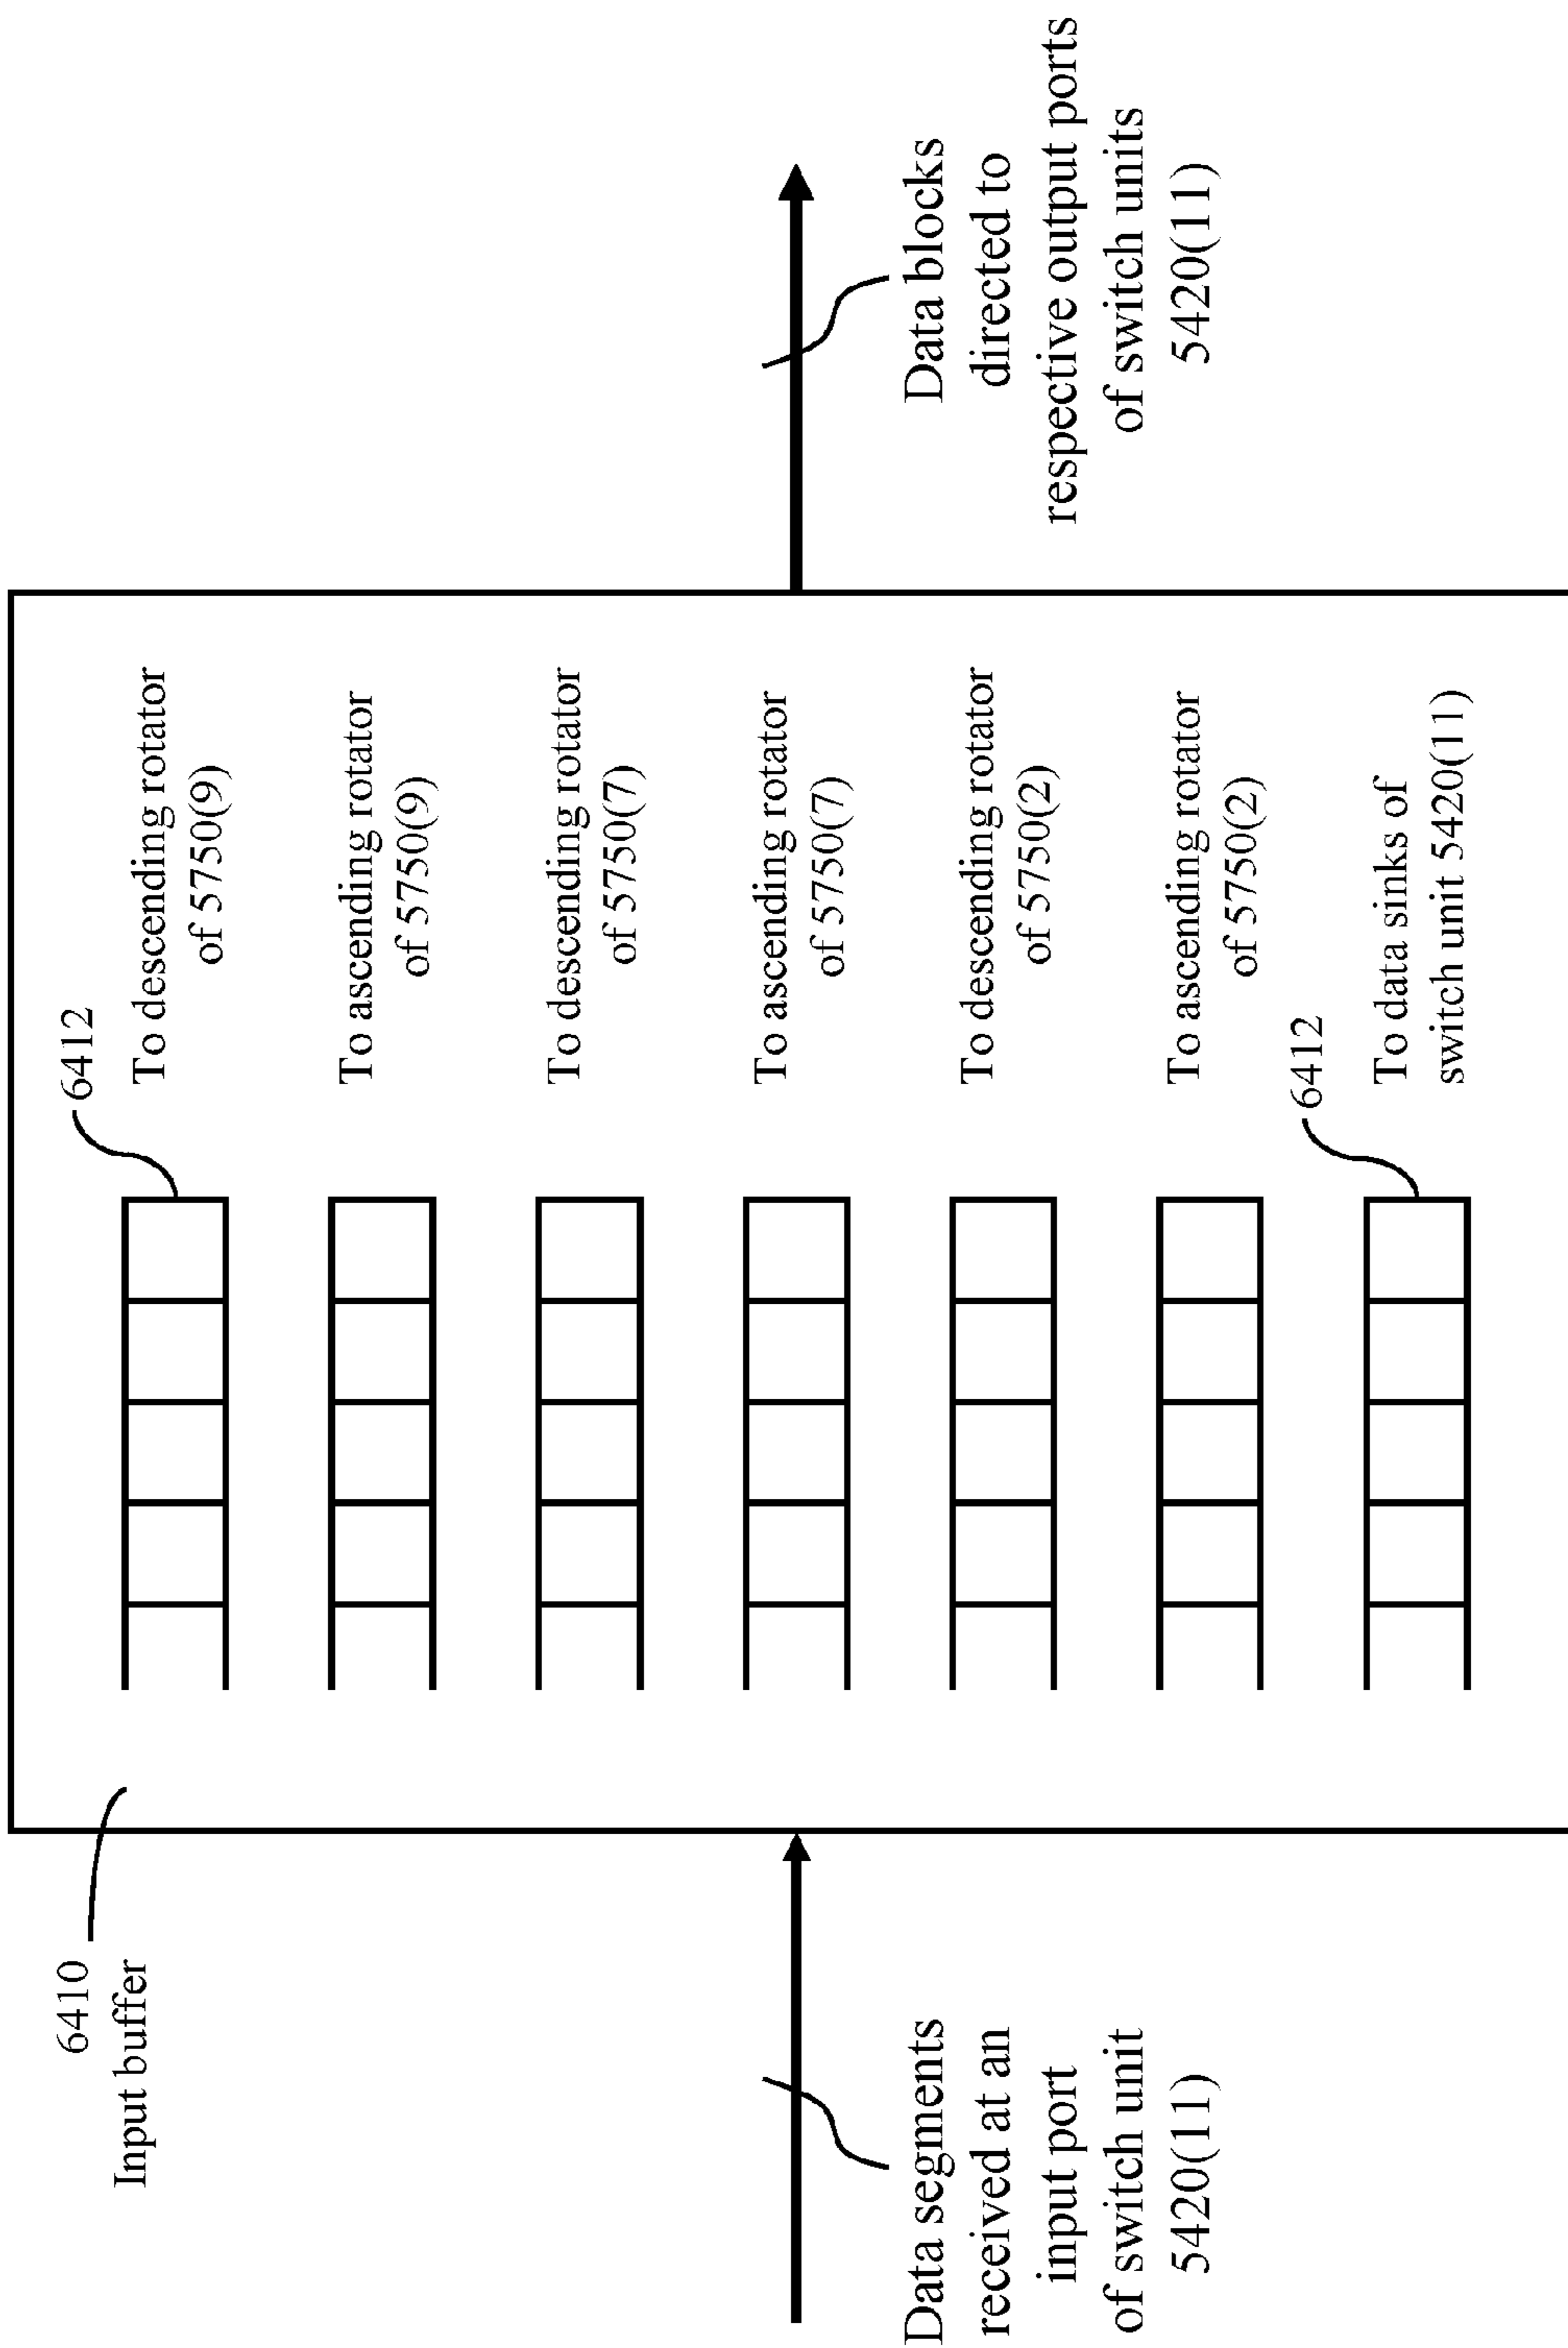 6410
Input buffer
Data segments
received at an
input port
of switch unit
5420(11)
6412
To descending rotator
of 5750(9)
To ascending rotator
of 5750(9)
To descending rotator
of 5750(7)
To ascending rotator
of 5750(7)
To descending rotator
of 5750(2)
To ascending rotator
of 5750(2)
6412
To data sinks of
switch unit 5420(11)
Data blocks
directed to
respective output ports
of switch units
5420(11)